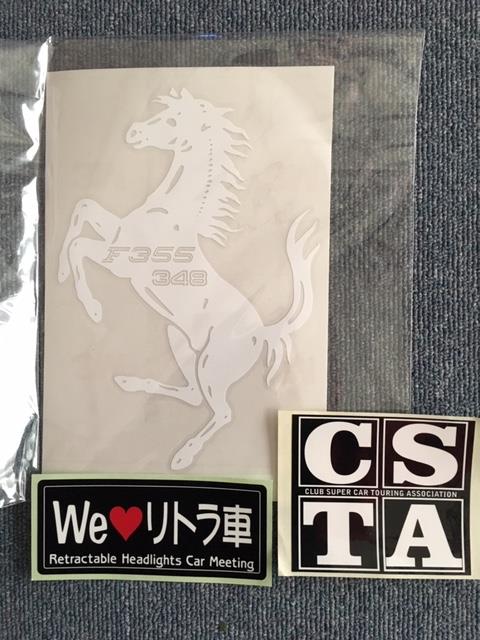 F355
348
We♥リトラ車
Retractable Headlights Car Meeting
CS
CLUB SUPER CAR TOURING ASSOCIATION
TA